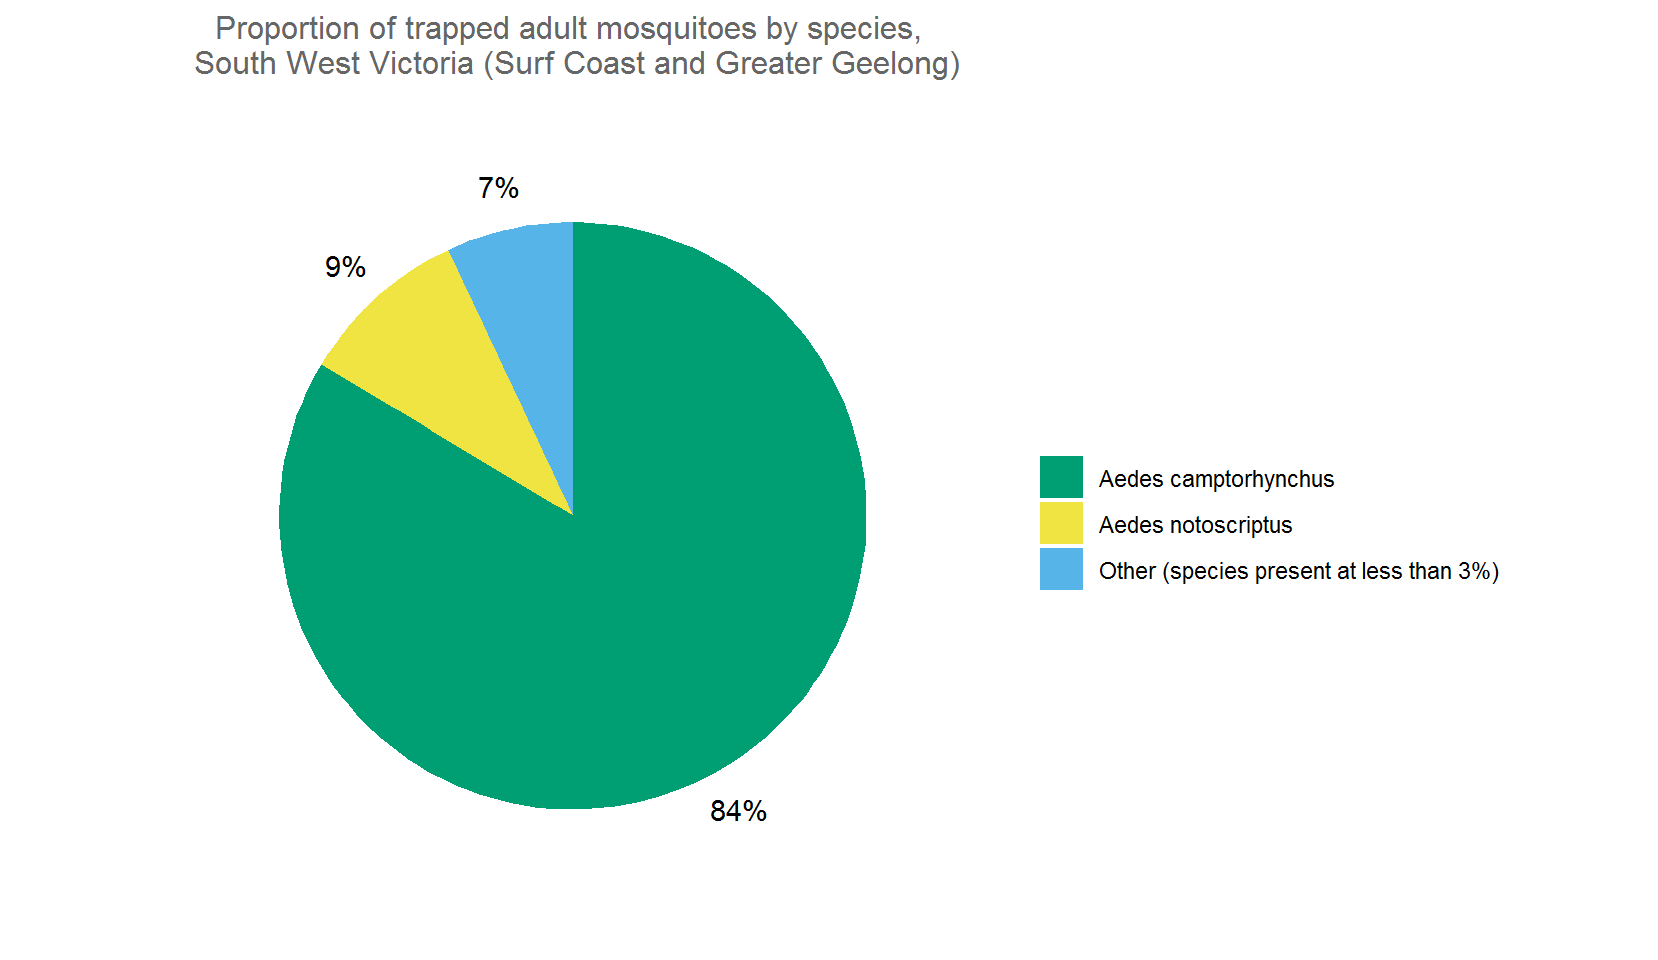 Proportion of trapped adult mosquitoes by species,
South West Victoria (Surf Coast and Greater Geelong)
7%
9%
84%
Aedes camptorhynchus
Aedes notoscriptus
Other (species present at less than 3%)